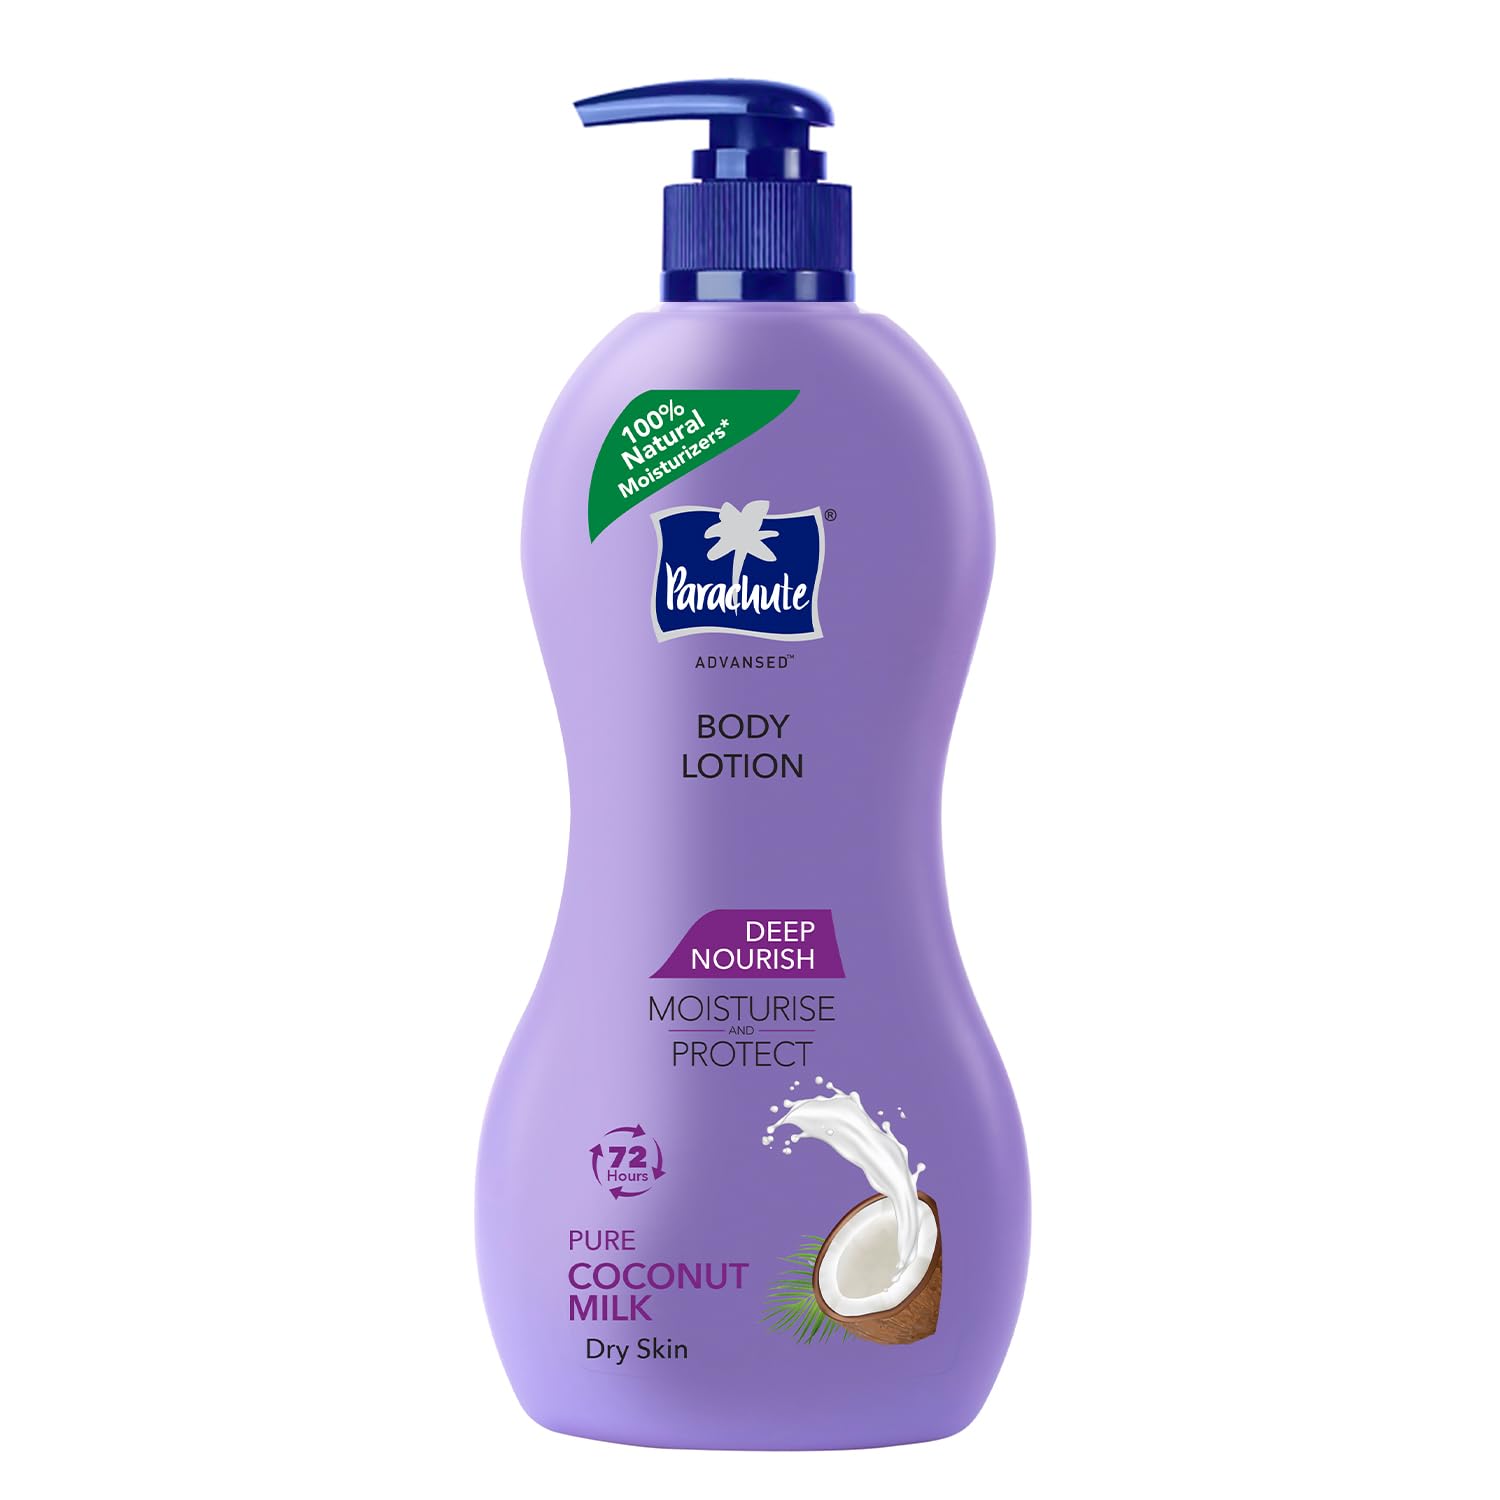 100%
Natural
Moisturizers*
Parachute®
ADVANSED™
BODY
LOTION
DEEP
NOURISH
MOISTURISE
AND
PROTECT
72
Hours
PURE
COCONUT
MILK
Dry Skin